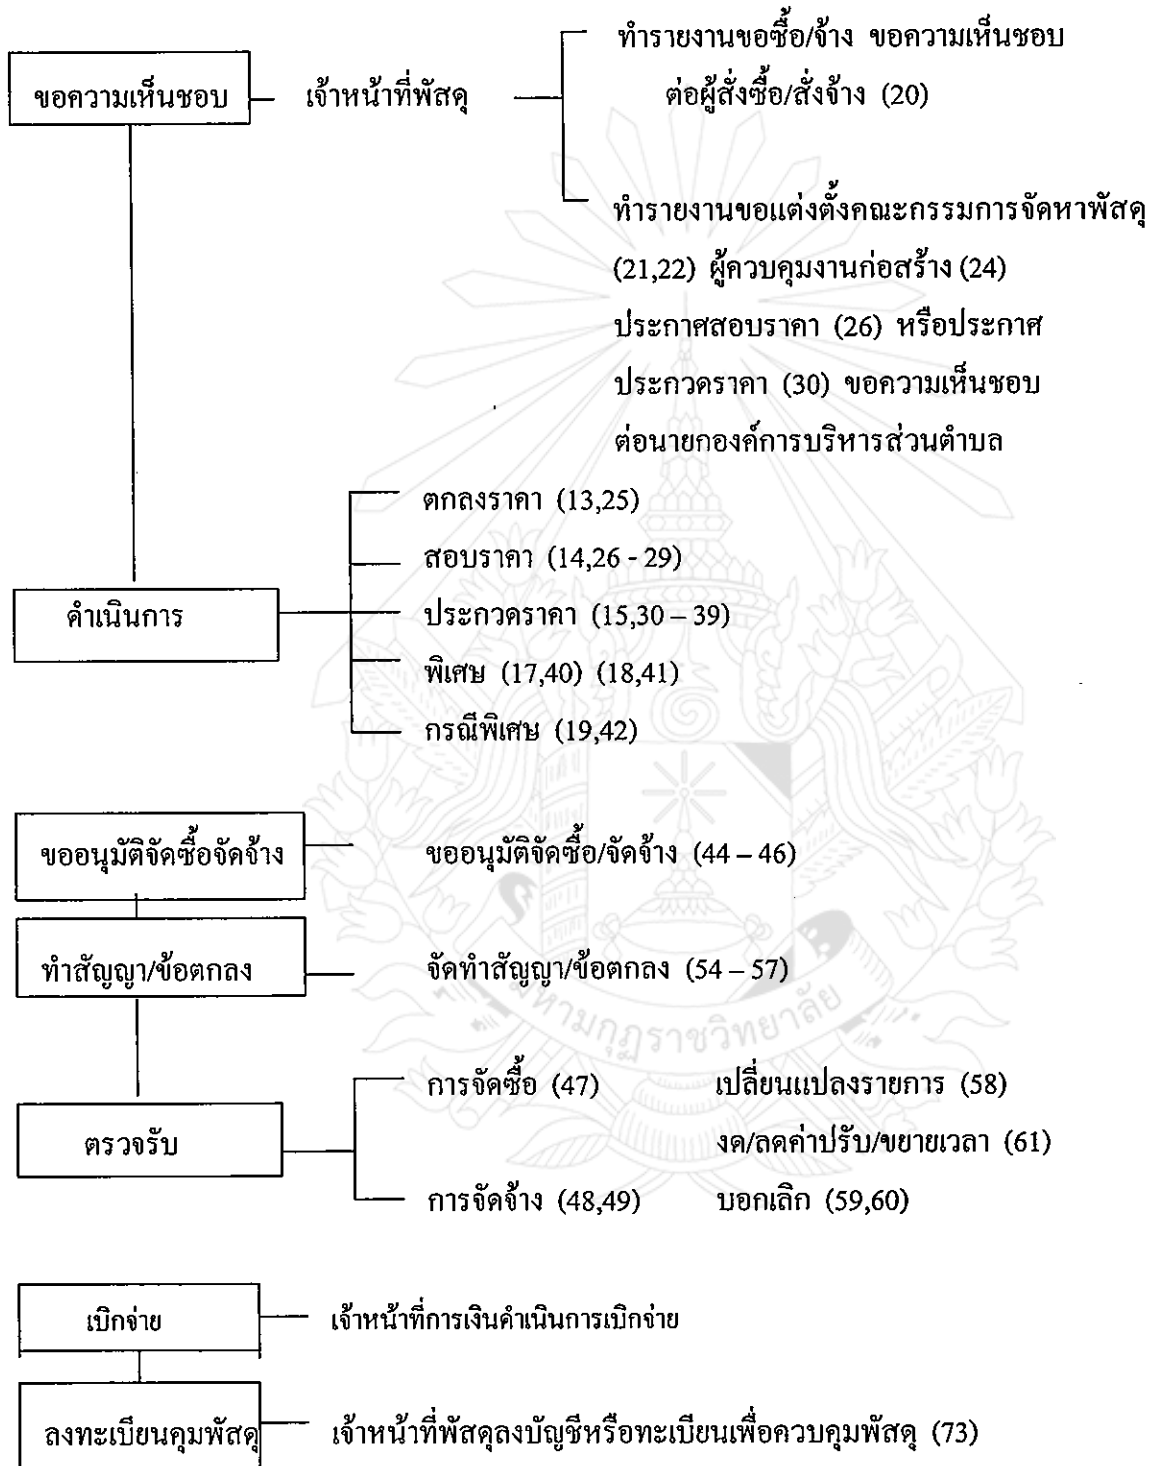 ทำรายงานขอซื้อ/จ้าง ขอความเห็นชอบ
ขอความเห็นชอบ เจ้าหน้าที่พัสดุ ต่อผู้สั่งซื้อ/สั่งจ้าง (20)
ทำรายงานขอแต่งตั้งคณะกรรมการจัดหาพัสดุ
(21,22) ผู้ควบคุมงานก่อสร้าง (24)
ประกาศสอบราคา (26) หรือประกาศ
ประกวดราคา (30) ขอความเห็นชอบ
ต่อนายกองค์การบริหารส่วนตำบล
ตกลงราคา (13,25)
สอบราคา (14,26 - 29)
ดำเนินการ ประกวดราคา (15,30 – 39)
พิเศษ (17,40) (18,41)
กรณีพิเศษ (19,42)
ขออนุมัติจัดซื้อจัดจ้าง ขออนุมัติจัดซื้อ/จัดจ้าง (44 – 46)
ทำสัญญา/ข้อตกลง จัดทำสัญญา/ข้อตกลง (54 – 57)
มหามกุฏราชวิทยาลัย
การจัดซื้อ (47) เปลี่ยนแปลงรายการ (58)
ตรวจรับ งด/ลดค่าปรับ/ขยายเวลา (61)
การจัดจ้าง (48,49) บอกเลิก (59,60)
เบิกจ่าย เจ้าหน้าที่การเงินดำเนินการเบิกจ่าย
ลงทะเบียนคุมพัสดุ เจ้าหน้าที่พัสดุลงบัญชีหรือทะเบียนเพื่อควบคุมพัสดุ (73)